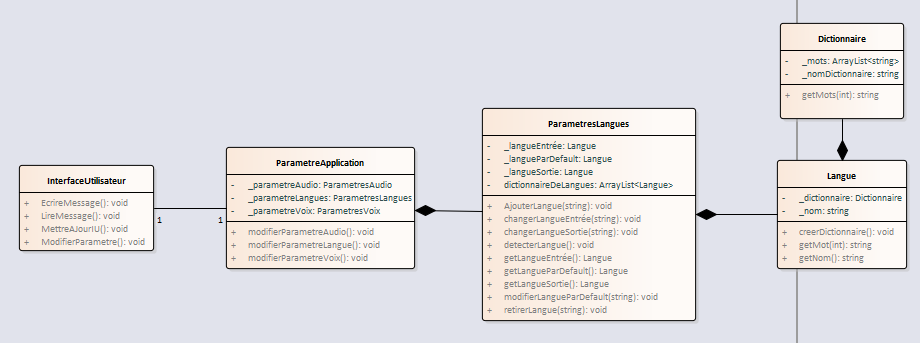 InterfaceUtilisateur
+ EcrireMessage(): void
+ LireMessage(): void
+ MettreAJourIU(): void
+ ModifierParametre(): void
1
1
ParametreApplication
- _parametreAudio: ParametresAudio
- _parametreLangues: ParametresLangues
- _parametreVoix: ParametresVoix
+ modifierParametreAudio(): void
+ modifierParametreLangue(): void
+ modifierParametreVoix(): void
ParametresLangues
- _langueEntrée: Langue
- _langueParDefault: Langue
- _langueSortie: Langue
- dictionnaireDeLangues: ArrayList<Langue>
+ AjouterLangue(string): void
+ changerLangueEntrée(string): void
+ changerLangueSortie(string): void
+ detecterLangue(): void
+ getLangueEntrée(): Langue
+ getLangueParDefault(): Langue
+ getLangueSortie(): Langue
+ modifierLangueParDefault(string): void
+ retirerLangue(string): void
Dictionnaire
- _mots: ArrayList<string>
- _nomDictionnaire: string
+ getMots(int): string
Langue
- _dictionnaire: Dictionnaire
- _nom: string
+ creerDictionnaire(): void
+ getMot(int): string
+ getNom(): string